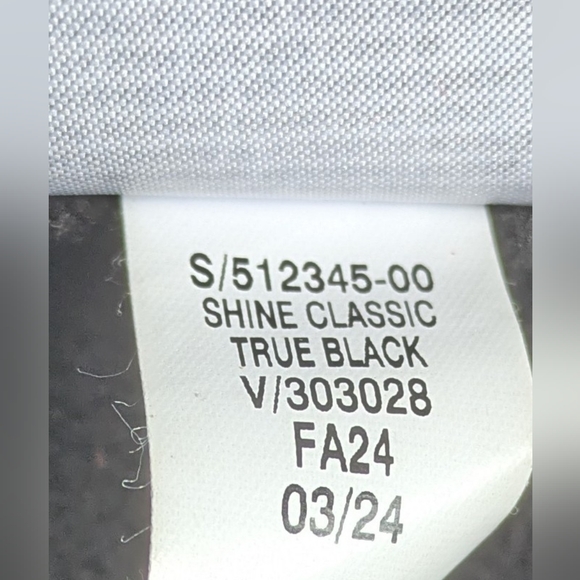 S/512345-00
SHINE CLASSIC
TRUE BLACK
V/303028
FA24
03/24